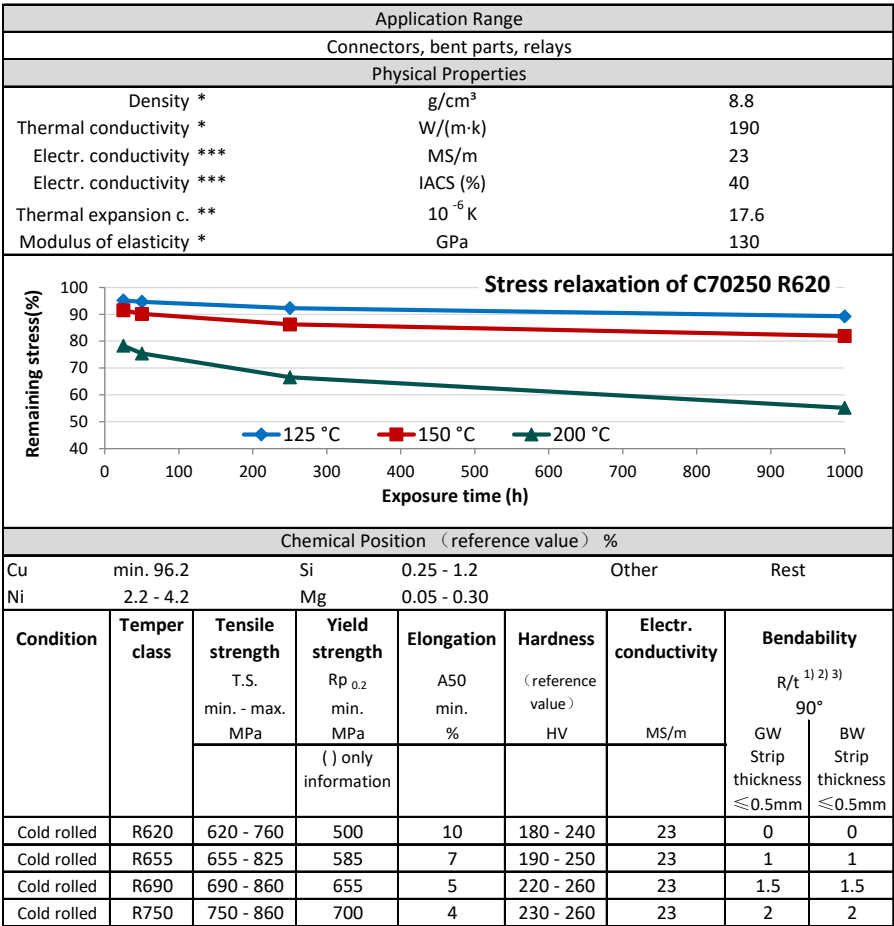 Application Range
Connectors, bent parts, relays
Physical Properties
Density * g/cm³ 8.8
Thermal conductivity * W/(m·k) 190
Electr. conductivity *** MS/m 23
Electr. conductivity *** IACS (%) 40
Thermal expansion c. ** 10⁻⁶ K 17.6
Modulus of elasticity * GPa 130
Stress relaxation of C70250 R620
Remaining stress(%)
100
90
80
70
60
50
40
125 °C 150 °C 200 °C
0 100 200 300 400 500 600 700 800 900 1000
Exposure time (h)
Chemical Position （reference value） %
Cu min. 96.2 Si 0.25 - 1.2 Other Rest
Ni 2.2 - 4.2 Mg 0.05 - 0.30
Condition Temper class Tensile strength Yield strength Elongation Hardness Electr. conductivity Bendability
T.S. Rp 0.2 A50 （reference value） R/t 1) 2) 3)
min. - max. min. min. 90°
MPa MPa % HV MS/m GW BW
( ) only information Strip thickness ≤0.5mm Strip thickness ≤0.5mm
Cold rolled R620 620 - 760 500 10 180 - 240 23 0 0
Cold rolled R655 655 - 825 585 7 190 - 250 23 1 1
Cold rolled R690 690 - 860 655 5 220 - 260 23 1.5 1.5
Cold rolled R750 750 - 860 700 4 230 - 260 23 2 2